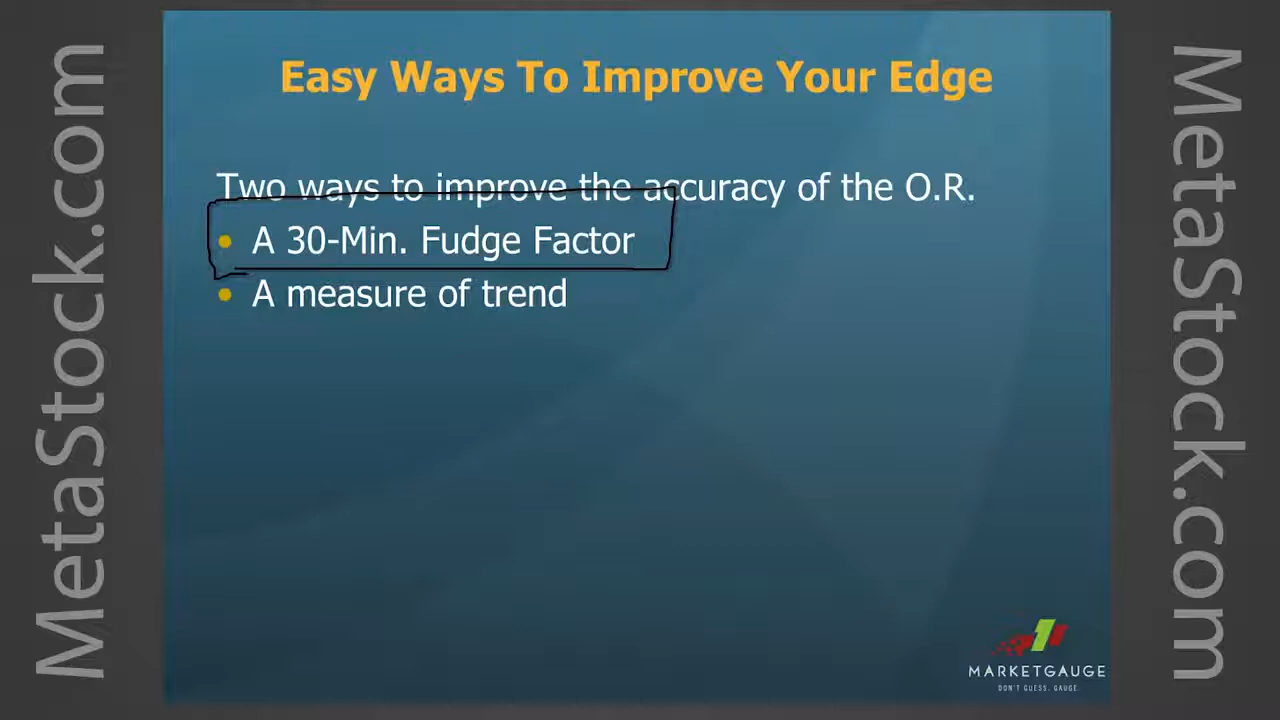 MetaStock.com
Easy Ways To Improve Your Edge
Two ways to improve the accuracy of the O.R.
• A 30-Min. Fudge Factor
• A measure of trend
MARKETGAUGE
DON'T GUESS. GAUGE.
MetaStock.com